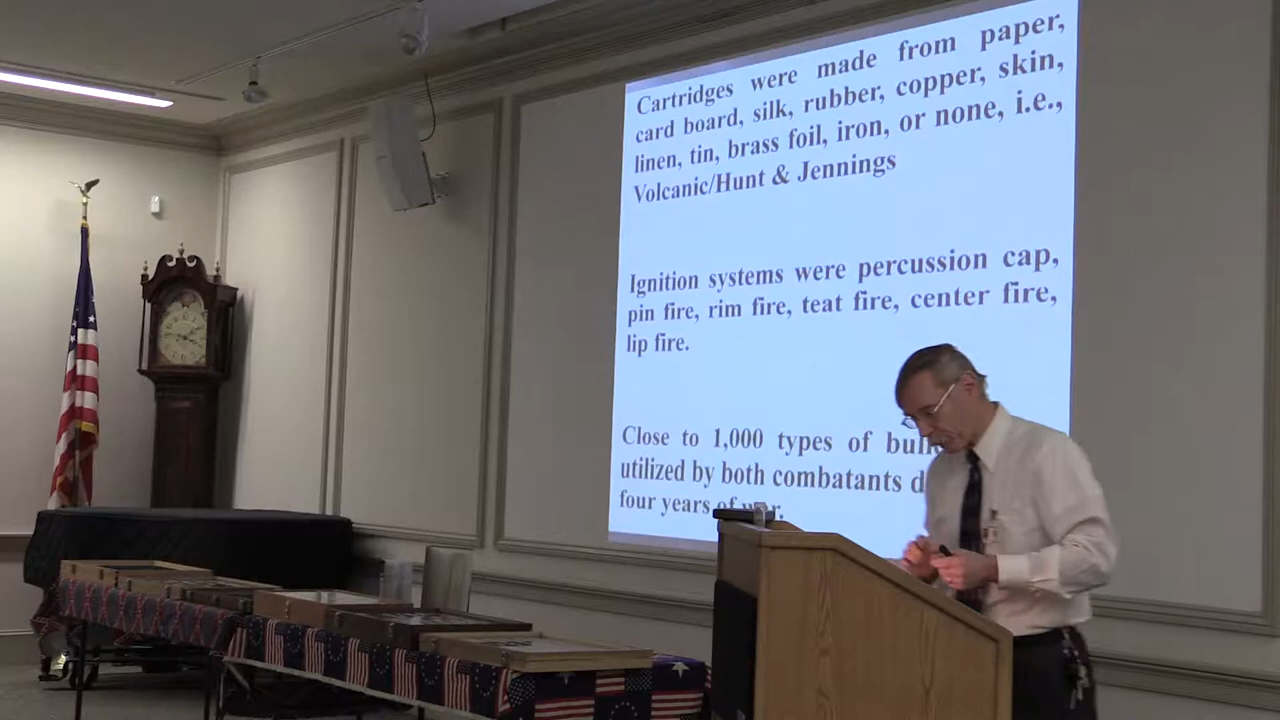 Cartridges were made from paper,
card board, silk, rubber, copper, skin,
linen, tin, brass foil, iron, or none, i.e.,
Volcanic/Hunt & Jennings
Ignition systems were percussion cap,
pin fire, rim fire, teat fire, center fire,
lip fire.
Close to 1,000 types of
utilized by both combatants
four years of war.